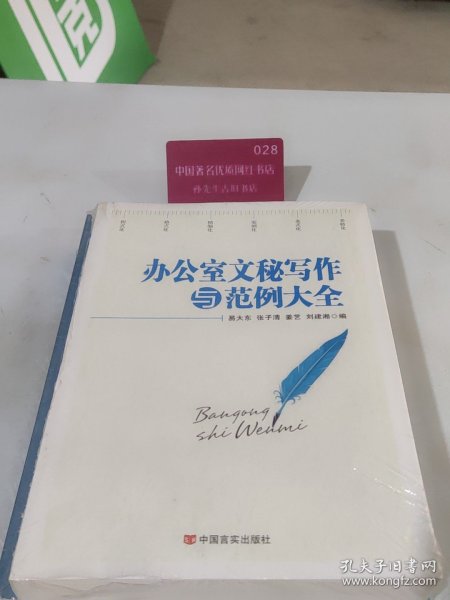 028
中国著名优质网红书店
孙先生古旧书店
办公室文秘写作
与范例大全
易大东 张子清 姜艺 刘建湘◎编
Bangong
shi Wenmi
中国言实出版社
孔夫子旧书网
www.kongfz.com